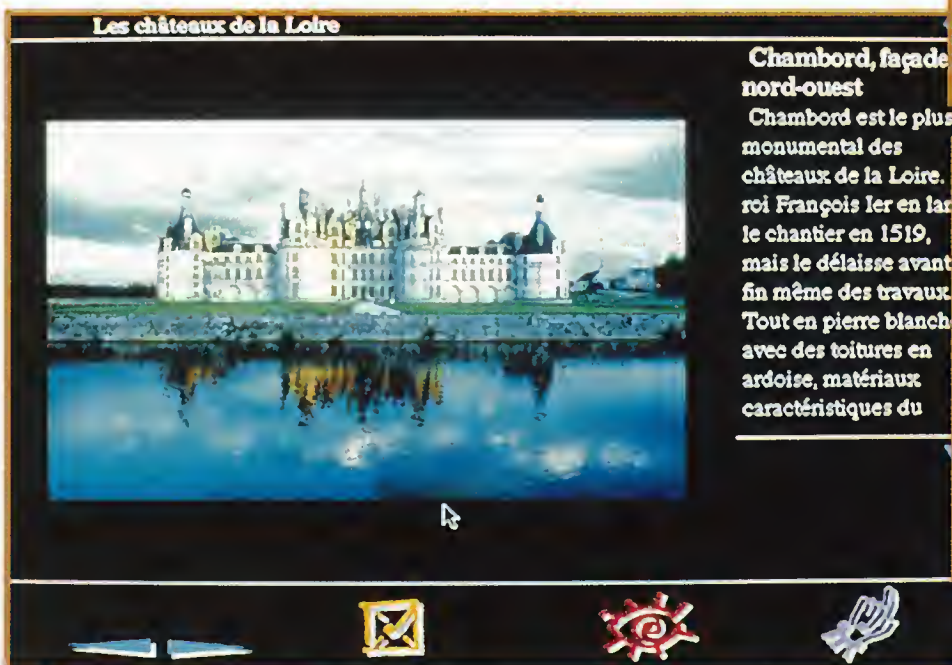 Les châteaux de la Loire
Chambord, façade
nord-ouest
Chambord est le plus
monumental des
châteaux de la Loire.
roi François Ier en
le chantier en 1519,
mais le délaisse avant
fin même des travaux.
Tout en pierre
avec des toitures en
ardoise, matériaux
caractéristiques du